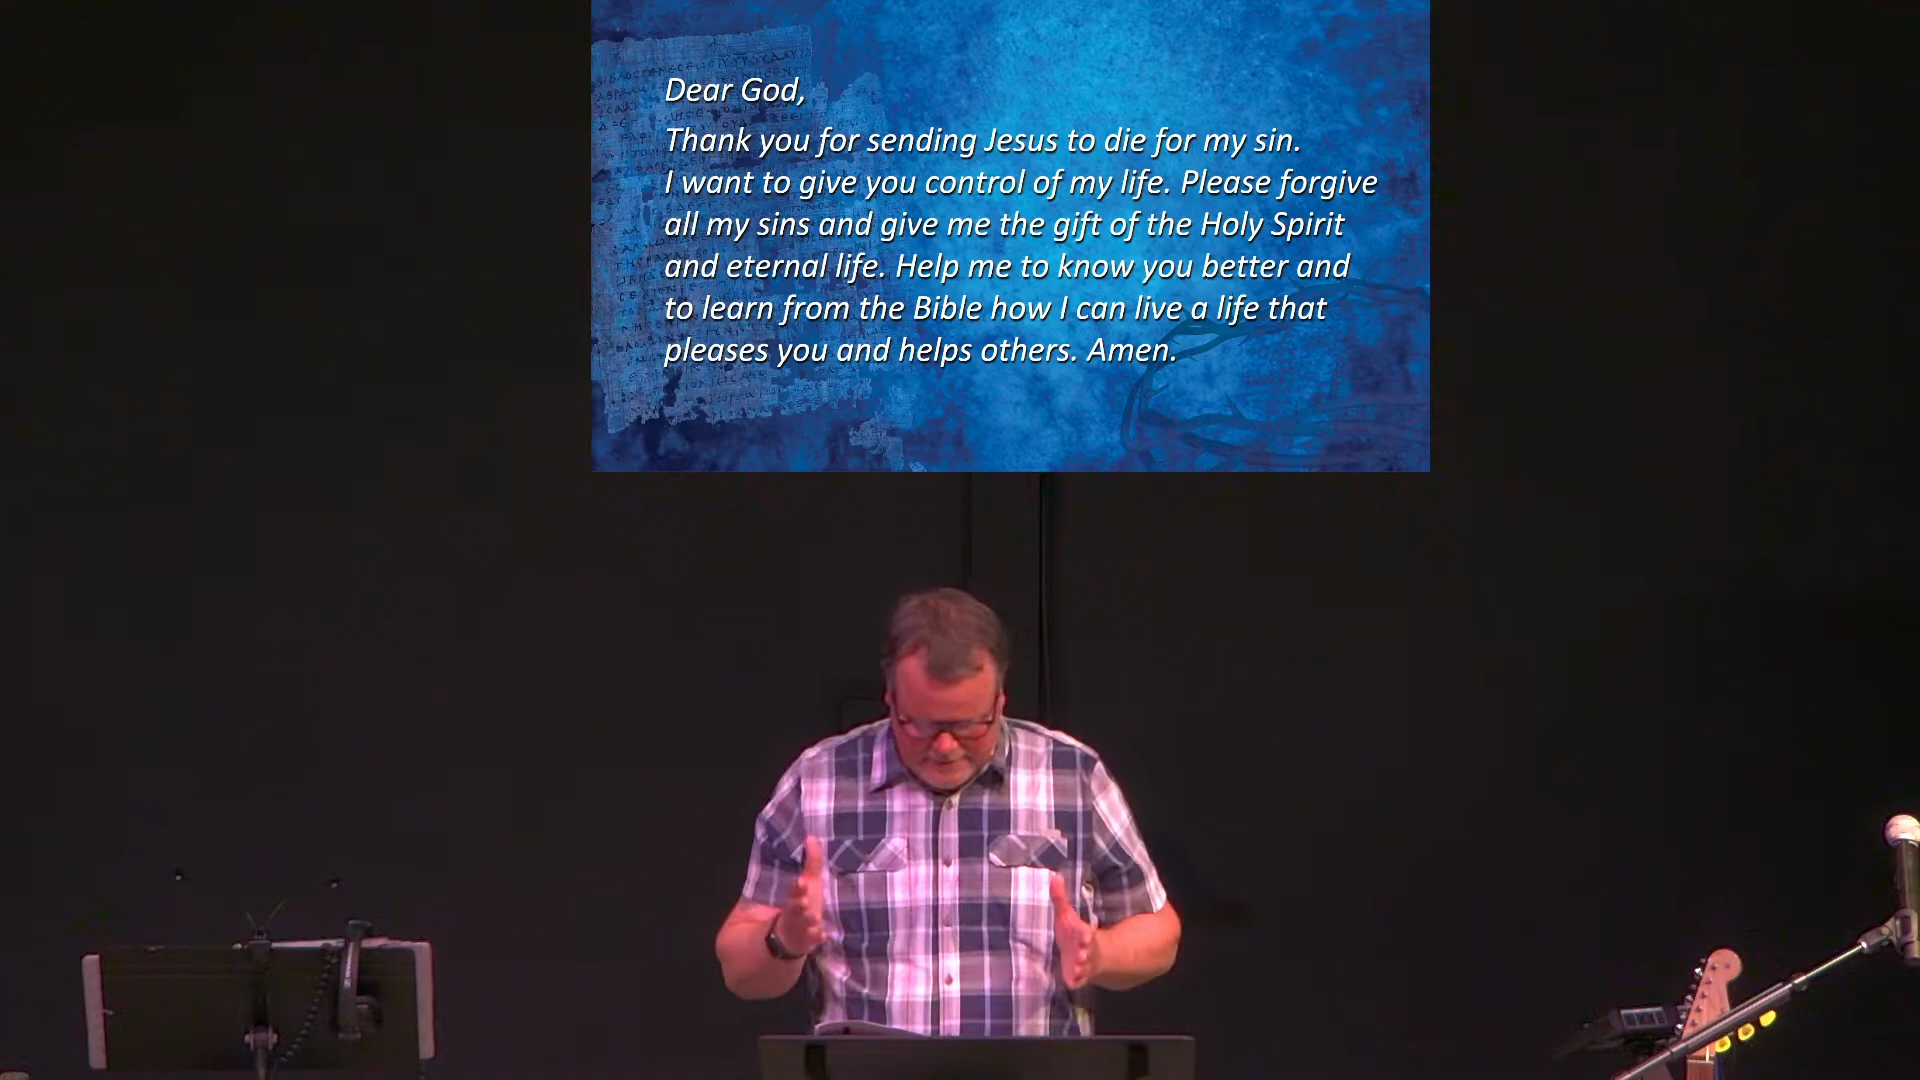 Dear God,
Thank you for sending Jesus to die for my sin.
I want to give you control of my life. Please forgive
all my sins and give me the gift of the Holy Spirit
and eternal life. Help me to know you better and
to learn from the Bible how I can live a life that
pleases you and helps others. Amen.